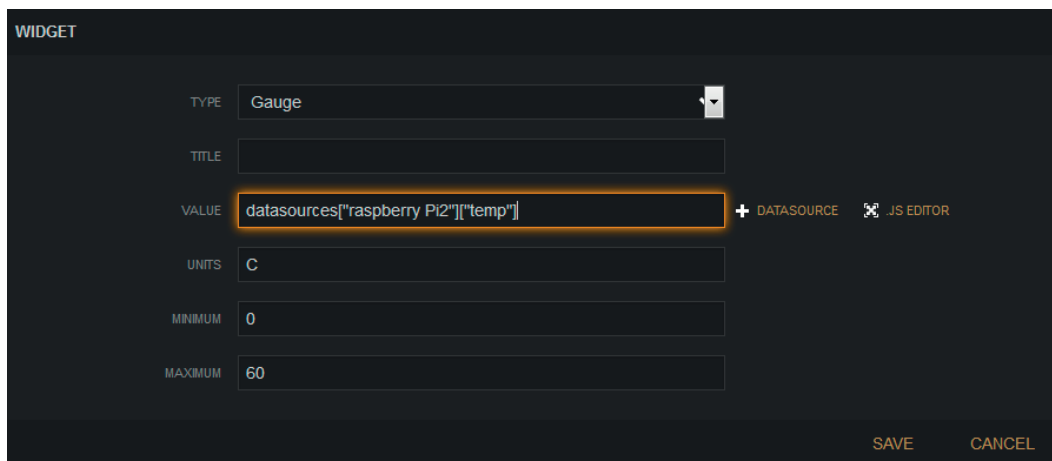 WIDGET
TYPE Gauge
TITLE
VALUE datasources["raspberry Pi2"]["temp"] + DATASOURCE .JS EDITOR
UNITS C
MINIMUM 0
MAXIMUM 60
SAVE CANCEL